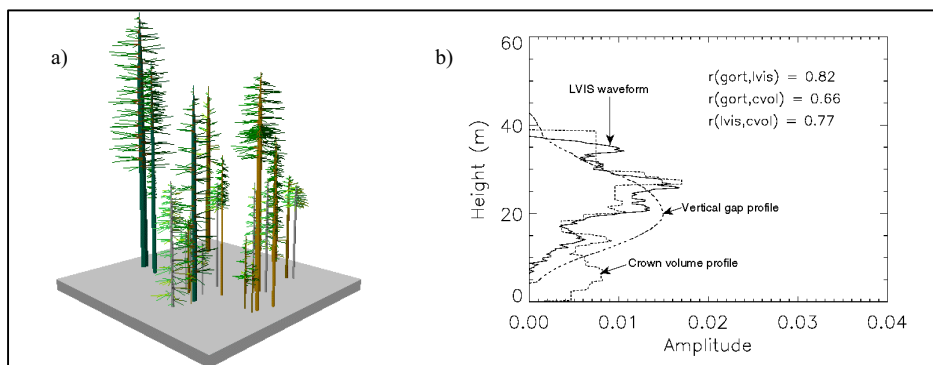 a)
b)
60
40
20
0
Height (m)
r(gort,lvis) = 0.82
r(gort,cvol) = 0.66
r(lvis,cvol) = 0.77
LVIS waveform
Vertical gap profile
Crown volume profile
0.00 0.01 0.02 0.03 0.04
Amplitude